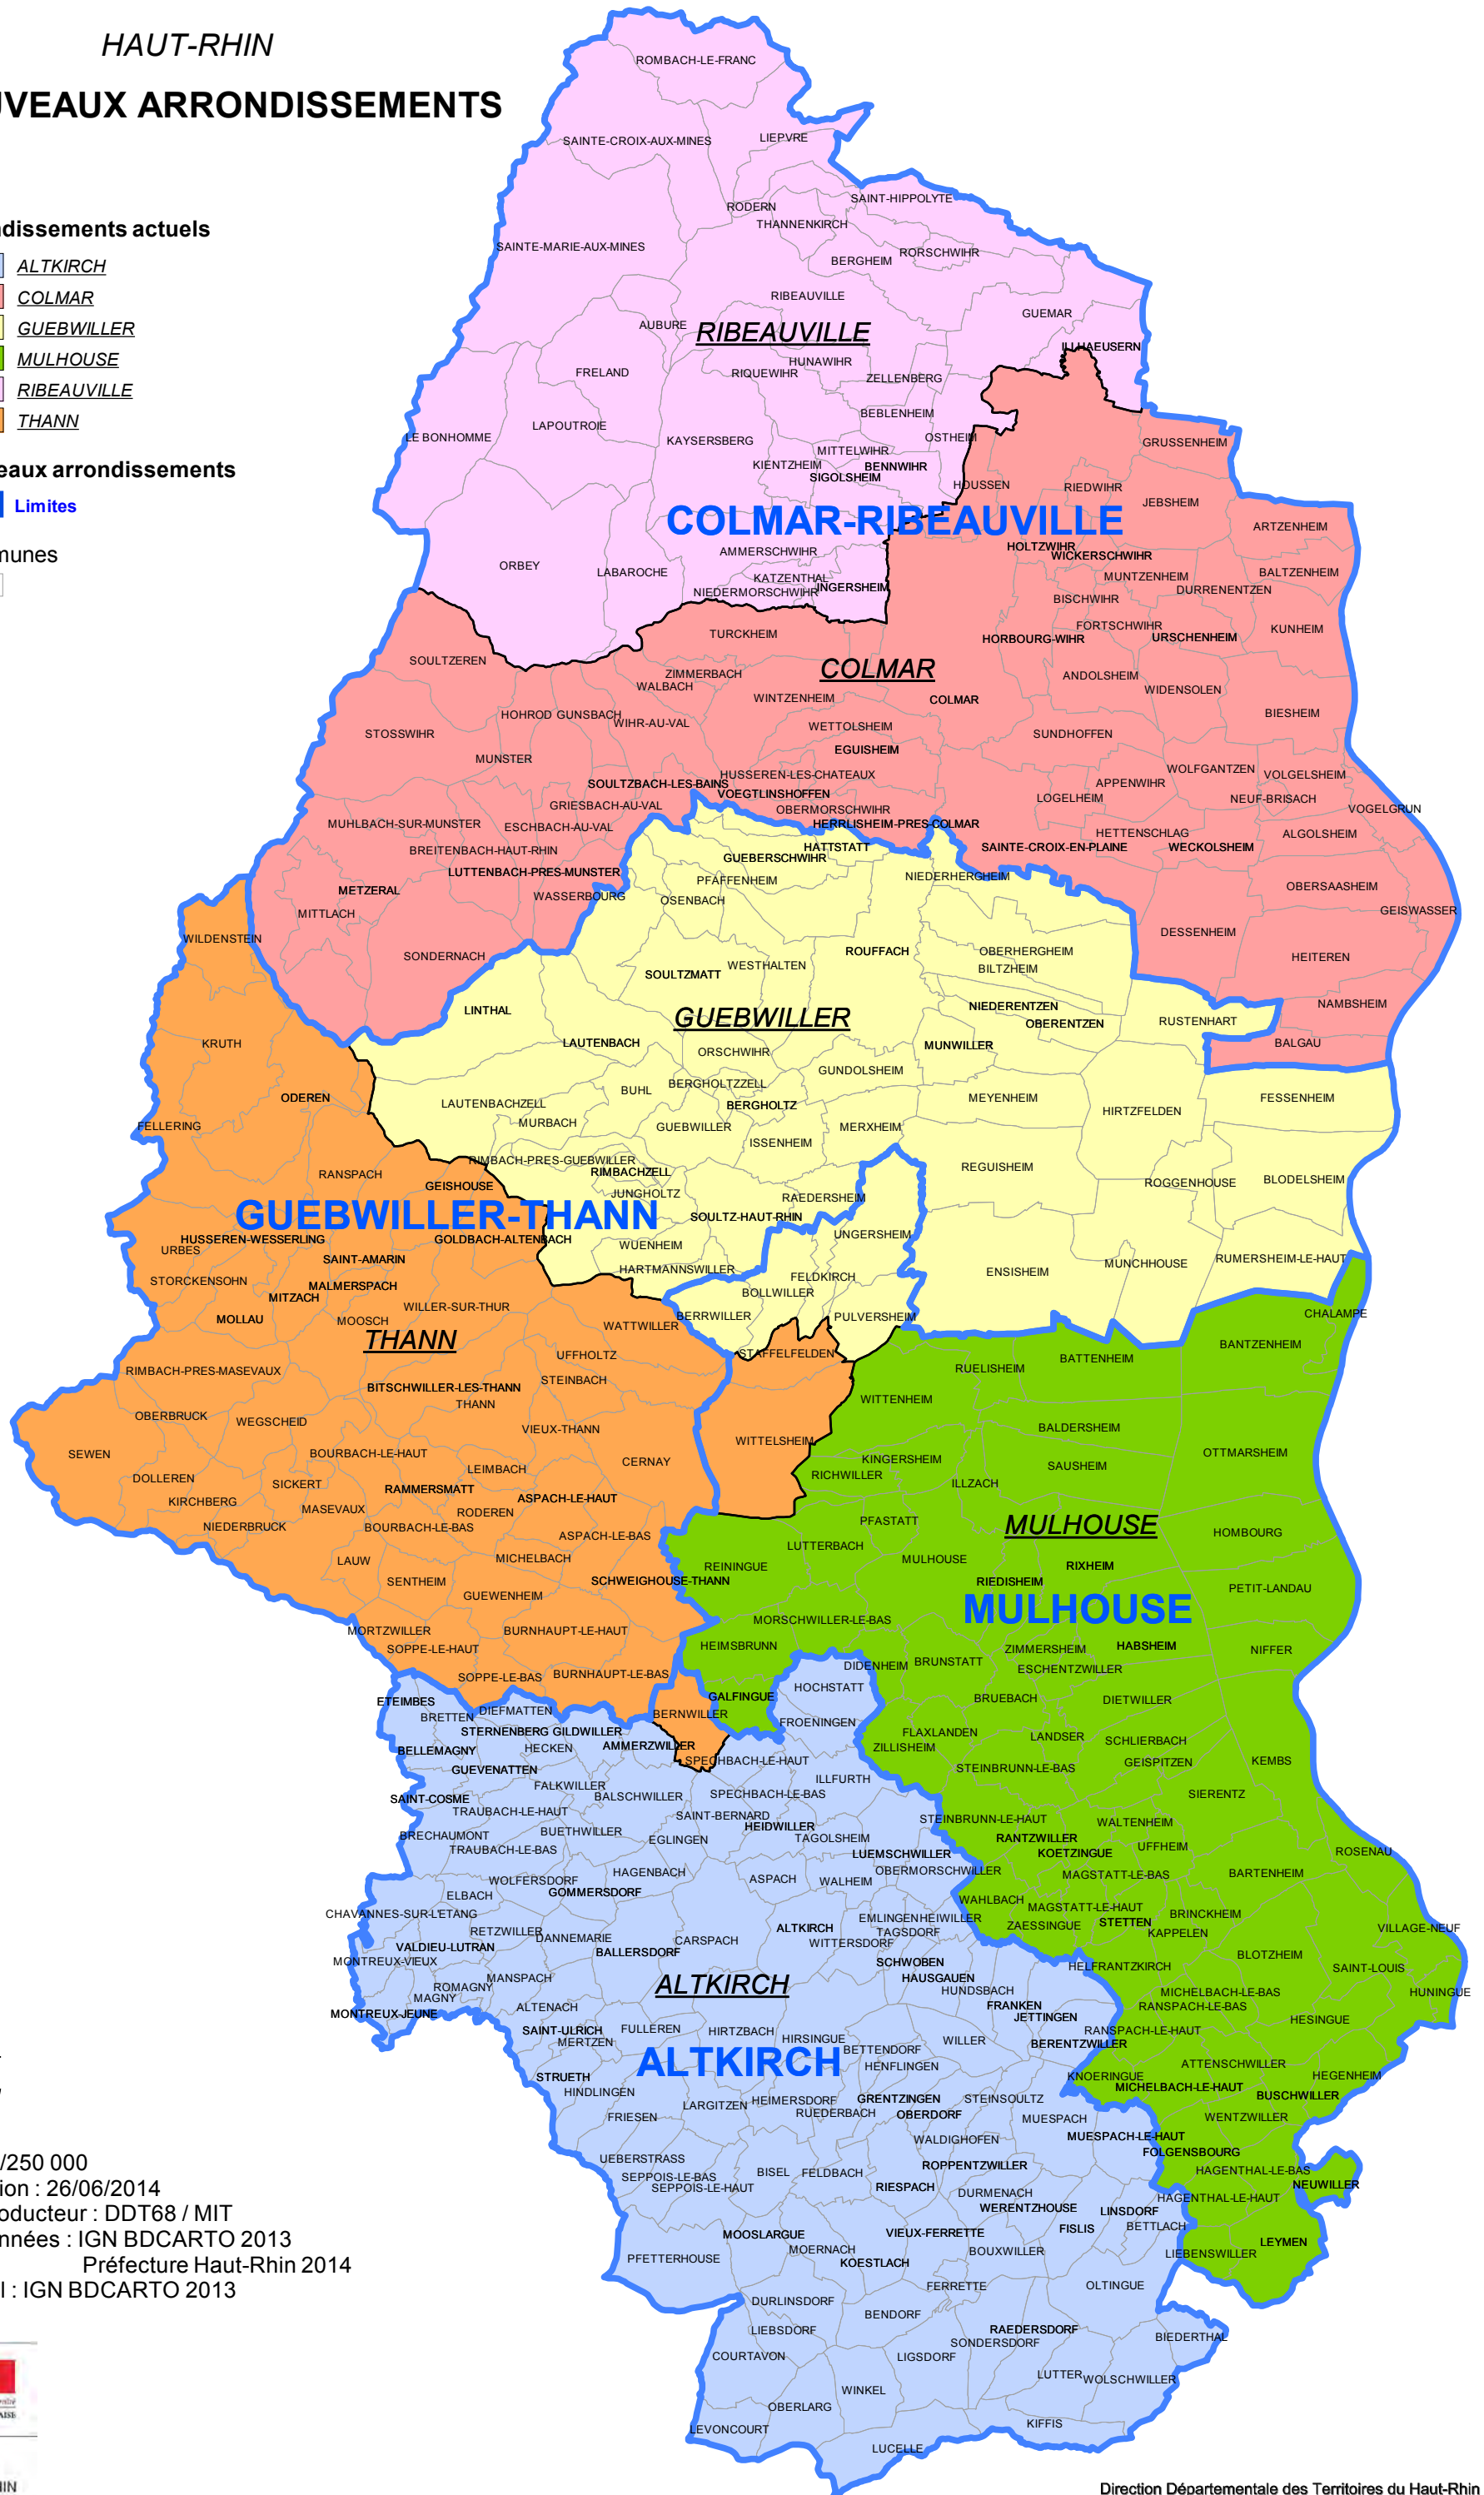 HAUT-RHIN
UVEAUX ARRONDISSEMENTS
ndissements actuels
ALTKIRCH
COLMAR
GUEBWILLER
MULHOUSE
RIBEAUVILLE
THANN
eaux arrondissements
Limites
munes
ROMBACH-LE-FRANC
SAINTE-CROIX-AUX-MINES
LIEPVRE
SAINT-HIPPOLYTE
RODERN
THANNENKIRCH
SAINTE-MARIE-AUX-MINES
RORSCHWIHR
BERGHEIM
RIBEAUVILLE
GUEMAR
AUBURE
RIBEAUVILLE
ILLHAEUSERN
HUNAWIHR
FRELAND
RIQUEWIHR
ZELLENBERG
BEBLENHEIM
LAPOUTROIE
LE BONHOMME
KAYSERSBERG
OSTHEIM
GRUSSENHEIM
MITTELWIHR
KIENTZHEIM
BENNWIHR
SIGOLSHEIM
HOUSSEN
RIEDWIHR
JEBSHEIM
COLMAR-RIBEAUVILLE
ARTZENHEIM
AMMERSCHWIHR
HOLTZWIHR
WICKERSCHWIHR
ORBEY
LABAROCHE
KATZENTHAL
INGERSHEIM
NIEDERMORSCHWIHR
MUNTZENHEIM
BALTZENHEIM
DURRENENTZEN
BISCHWIHR
TURCKHEIM
FORTSCHWIHR
KUNHEIM
HORBOURG-WIHR
URSCHENHEIM
SOULTZEREN
ZIMMERBACH
COLMAR
WALBACH
ANDOLSHEIM
WIDENSOLEN
WINTZENHEIM
COLMAR
HOHROD
GUNSBACH
WIHR-AU-VAL
BIESHEIM
STOSSWIHR
WETTOLSHEIM
SUNDHOFFEN
MUNSTER
EGUISHEIM
SOULTZBACH-LES-BAINS
HUSSEREN-LES-CHATEAUX
WOLFGANTZEN
VOLGELSHEIM
VOEGTLINSHOFFEN
APPENWIHR
GRIESBACH-AU-VAL
OBERMORSCHWIHR
LOGELHEIM
NEUF-BRISACH
VOGELGRUN
MUHLBACH-SUR-MUNSTER
ESCHBACH-AU-VAL
HERRLISHEIM-PRES-COLMAR
HETTENSCHLAG
ALGOLSHEIM
BREITENBACH-HAUT-RHIN
HATTSTATT
SAINTE-CROIX-EN-PLAINE
WECKOLSHEIM
GUEBERSCHWIHR
LUTTENBACH-PRES-MUNSTER
PFAFFENHEIM
NIEDERHERGHEIM
METZERAL
WASSERBOURG
OSENBACH
OBERSAASHEIM
MITTLACH
GEISWASSER
WILDENSTEIN
DESSENHEIM
SONDERNACH
ROUFFACH
OBERHERGHEIM
HEITEREN
WESTHALTEN
BILTZHEIM
SOULTZMATT
LINTHAL
GUEBWILLER
NIEDERENTZEN
NAMBSHEIM
OBERENTZEN
RUSTENHART
KRUTH
LAUTENBACH
ORSCHWIHR
MUNWILLER
BALGAU
GUNDOLSHEIM
ODEREN
BUHL
BERGHOLTZZELL
FESSENHEIM
LAUTENBACHZELL
BERGHOLTZ
MEYENHEIM
HIRTZFELDEN
FELLERING
MURBACH
GUEBWILLER
MERXHEIM
ISSENHEIM
RANSPACH
RIMBACH-PRES-GUEBWILLER
RIMBACHZELL
REGUISHEIM
GEISHOUSE
JUNGHOLTZ
RAEDERSHEIM
ROGGENHOUSE
BLODELSHEIM
GUEBWILLER-THANN
SOULTZ-HAUT-RHIN
HUSSEREN-WESSERLING
GOLDBACH-ALTENBACH
UNGERSHEIM
URBES
SAINT-AMARIN
WUENHEIM
STORCKENSOHN
MALMERSPACH
HARTMANNSWILLER
ENSISHEIM
MUNCHHOUSE
RUMERSHEIM-LE-HAUT
MITZACH
FELDKIRCH
BOLLWILLER
MOLLAU
WILLER-SUR-THUR
MOOSCH
BERRWILLER
PULVERSHEIM
CHALAMPE
WATTWILLER
THANN
BANTZENHEIM
UFFHOLTZ
STAFFELFELDEN
BATTENHEIM
RIMBACH-PRES-MASEVAUX
STEINBACH
RUELISHEIM
BITSCHWILLER-LES-THANN
WITTENHEIM
THANN
OBERBRUCK
WEGSCHEID
VIEUX-THANN
BALDERSHEIM
SEWEN
BOURBACH-LE-HAUT
WITTELSHEIM
OTTMARSHEIM
LEIMBACH
CERNAY
KINGERSHEIM
SAUSHEIM
DOLLEREN
SICKERT
RAMMERSMATT
RICHWILLER
ILLZACH
KIRCHBERG
MASEVAUX
ASPACH-LE-HAUT
RODEREN
NIEDERBRUCK
BOURBACH-LE-BAS
PFASTATT
MULHOUSE
HOMBOURG
ASPACH-LE-BAS
LUTTERBACH
LAUW
MICHELBACH
REININGUE
MULHOUSE
RIXHEIM
SENTHEIM
SCHWEIGHOUSE-THANN
RIEDISHEIM
PETIT-LANDAU
GUEWENHEIM
MULHOUSE
MORTZWILLER
BURNHAUPT-LE-HAUT
MORSCHWILLER-LE-BAS
SOPPE-LE-HAUT
HEIMSBRUNN
ZIMMERSHEIM
HABSHEIM
NIFFER
SOPPE-LE-BAS
BURNHAUPT-LE-BAS
DIDENHEIM
BRUNSTATT
ESCHENTZWILLER
ETEIMBES
HOCHSTATT
GALFINGUE
BRUEBACH
DIETWILLER
BRETTEN
DIEFMATTEN
BERNWILLER
FROENINGEN
STERNENBERG
GILDWILLER
FLAXLANDEN
LANDSER
BELLEMAGNY
HECKEN
AMMERZWILLER
ZILLISHEIM
SCHLIERBACH
GUEVENATTEN
SPECHBACH-LE-HAUT
STEINBRUNN-LE-BAS
GEISPITZEN
KEMBS
FALKWILLER
ILLFURTH
SAINT-COSME
BALSCHWILLER
SPECHBACH-LE-BAS
SIERENTZ
TRAUBACH-LE-HAUT
SAINT-BERNARD
STEINBRUNN-LE-HAUT
BRECHAUMONT
BUETHWILLER
HEIDWILLER
WALTENHEIM
TRAUBACH-LE-BAS
EGLINGEN
TAGOLSHEIM
RANTZWILLER
UFFHEIM
LUEMSCHWILLER
KOETZINGUE
ROSENAU
WOLFERSDORF
HAGENBACH
ASPACH
WALHEIM
OBERMORSCHWILLER
MAGSTATT-LE-BAS
BARTENHEIM
ELBACH
GOMMERSDORF
WAHLBACH
MAGSTATT-LE-HAUT
CHAVANNES-SUR-L'ETANG
EMLINGEN
HEIWILLER
ZAESSINGUE
STETTEN
BRINCKHEIM
RETZWILLER
DANNEMARIE
CARSPACH
ALTKIRCH
TAGSDORF
KAPPELEN
VILLAGE-NEUF
VALDIEU-LUTRAN
BALLERSDORF
WITTERSDORF
BLOTZHEIM
MONTREUX-VIEUX
SCHWOBEN
HELFRANTZKIRCH
SAINT-LOUIS
MANSPACH
ALTKIRCH
HAUSGAUEN
ROMAGNY
HUNDSBACH
MICHELBACH-LE-BAS
HUNINGUE
MAGNY
FRANKEN
RANSPACH-LE-BAS
MONTREUX-JEUNE
ALTENACH
JETTINGEN
HESINGUE
SAINT-ULRICH
FULLEREN
HIRTZBACH
HIRSINGUE
RANSPACH-LE-HAUT
MERTZEN
BETTENDORF
WILLER
BERENTZWILLER
ALTKIRCH
HENFLINGEN
ATTENSCHWILLER
STRUETH
KNOERINGUE
HEGENHEIM
HINDLINGEN
MICHELBACH-LE-HAUT
BUSCHWILLER
LARGITZEN
HEIMERSDORF
GRENTZINGEN
STEINSOULTZ
FRIESEN
RUEDERBACH
OBERDORF
MUESPACH
WENTZWILLER
MUESPACH-LE-HAUT
WALDIGHOFEN
FOLGENSBOURG
UEBERSTRASS
ROPPENTZWILLER
HAGENTHAL-LE-BAS
SEPPOIS-LE-BAS
BISEL
FELDBACH
NEUWILLER
SEPPOIS-LE-HAUT
RIESPACH
DURMENACH
HAGENTHAL-LE-HAUT
WERENTZHOUSE
LINSDORF
MOOSLARGUE
VIEUX-FERRETTE
FISLIS
BETTLACH
LEYMEN
MOERNACH
BOUXWILLER
LIEBENSWILLER
PFETTERHOUSE
KOESTLACH
FERRETTE
OLTINGUE
DURLINSDORF
BENDORF
LIEBSDORF
RAEDERSDORF
BIEDERTHAL
SONDERSDORF
COURTAVON
LIGSDORF
LUTTER
WOLSCHWILLER
WINKEL
OBERLARG
LEVONCOURT
KIFFIS
LUCELLE
/250 000
ion : 26/06/2014
oducteur : DDT68 / MIT
nnées : IGN BDCARTO 2013
Préfecture Haut-Rhin 2014
l : IGN BDCARTO 2013
HIN
Direction Départementale des Territoires du Haut-Rhin